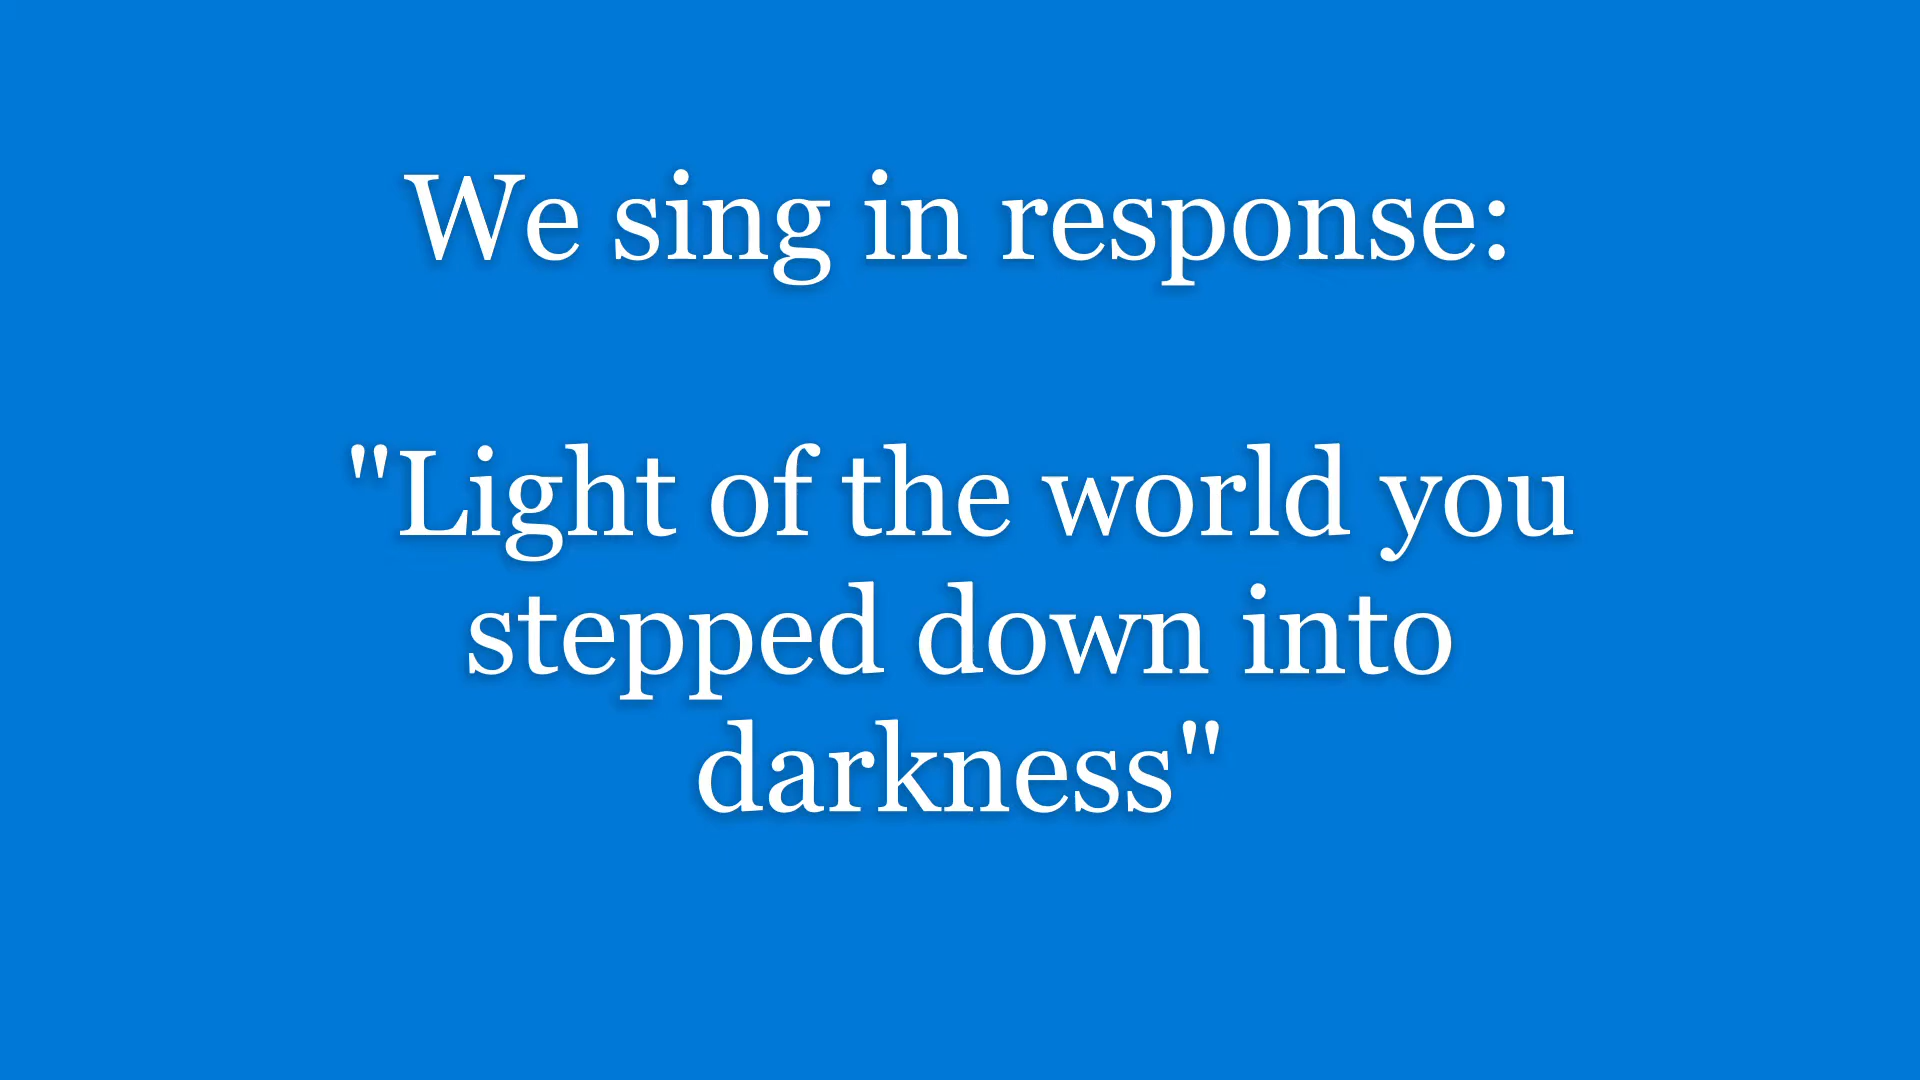 We sing in response:
"Light of the world you
stepped down into
darkness"